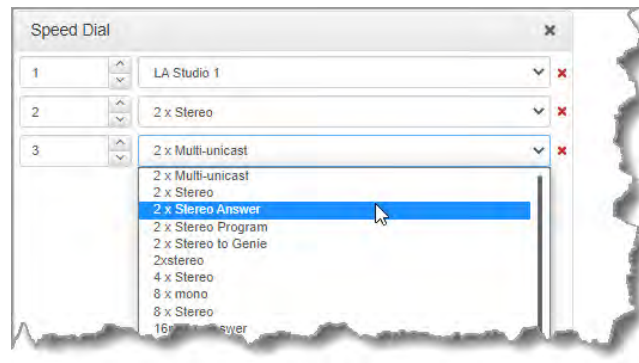 Speed Dial
1 LA Studio 1
2 2 x Stereo
3 2 x Multi-unicast
2 x Multi-unicast
2 x Stereo
2 x Stereo Answer
2 x Stereo Program
2 x Stereo to Genie
2xstereo
4 x Stereo
8 x mono
8 x Stereo